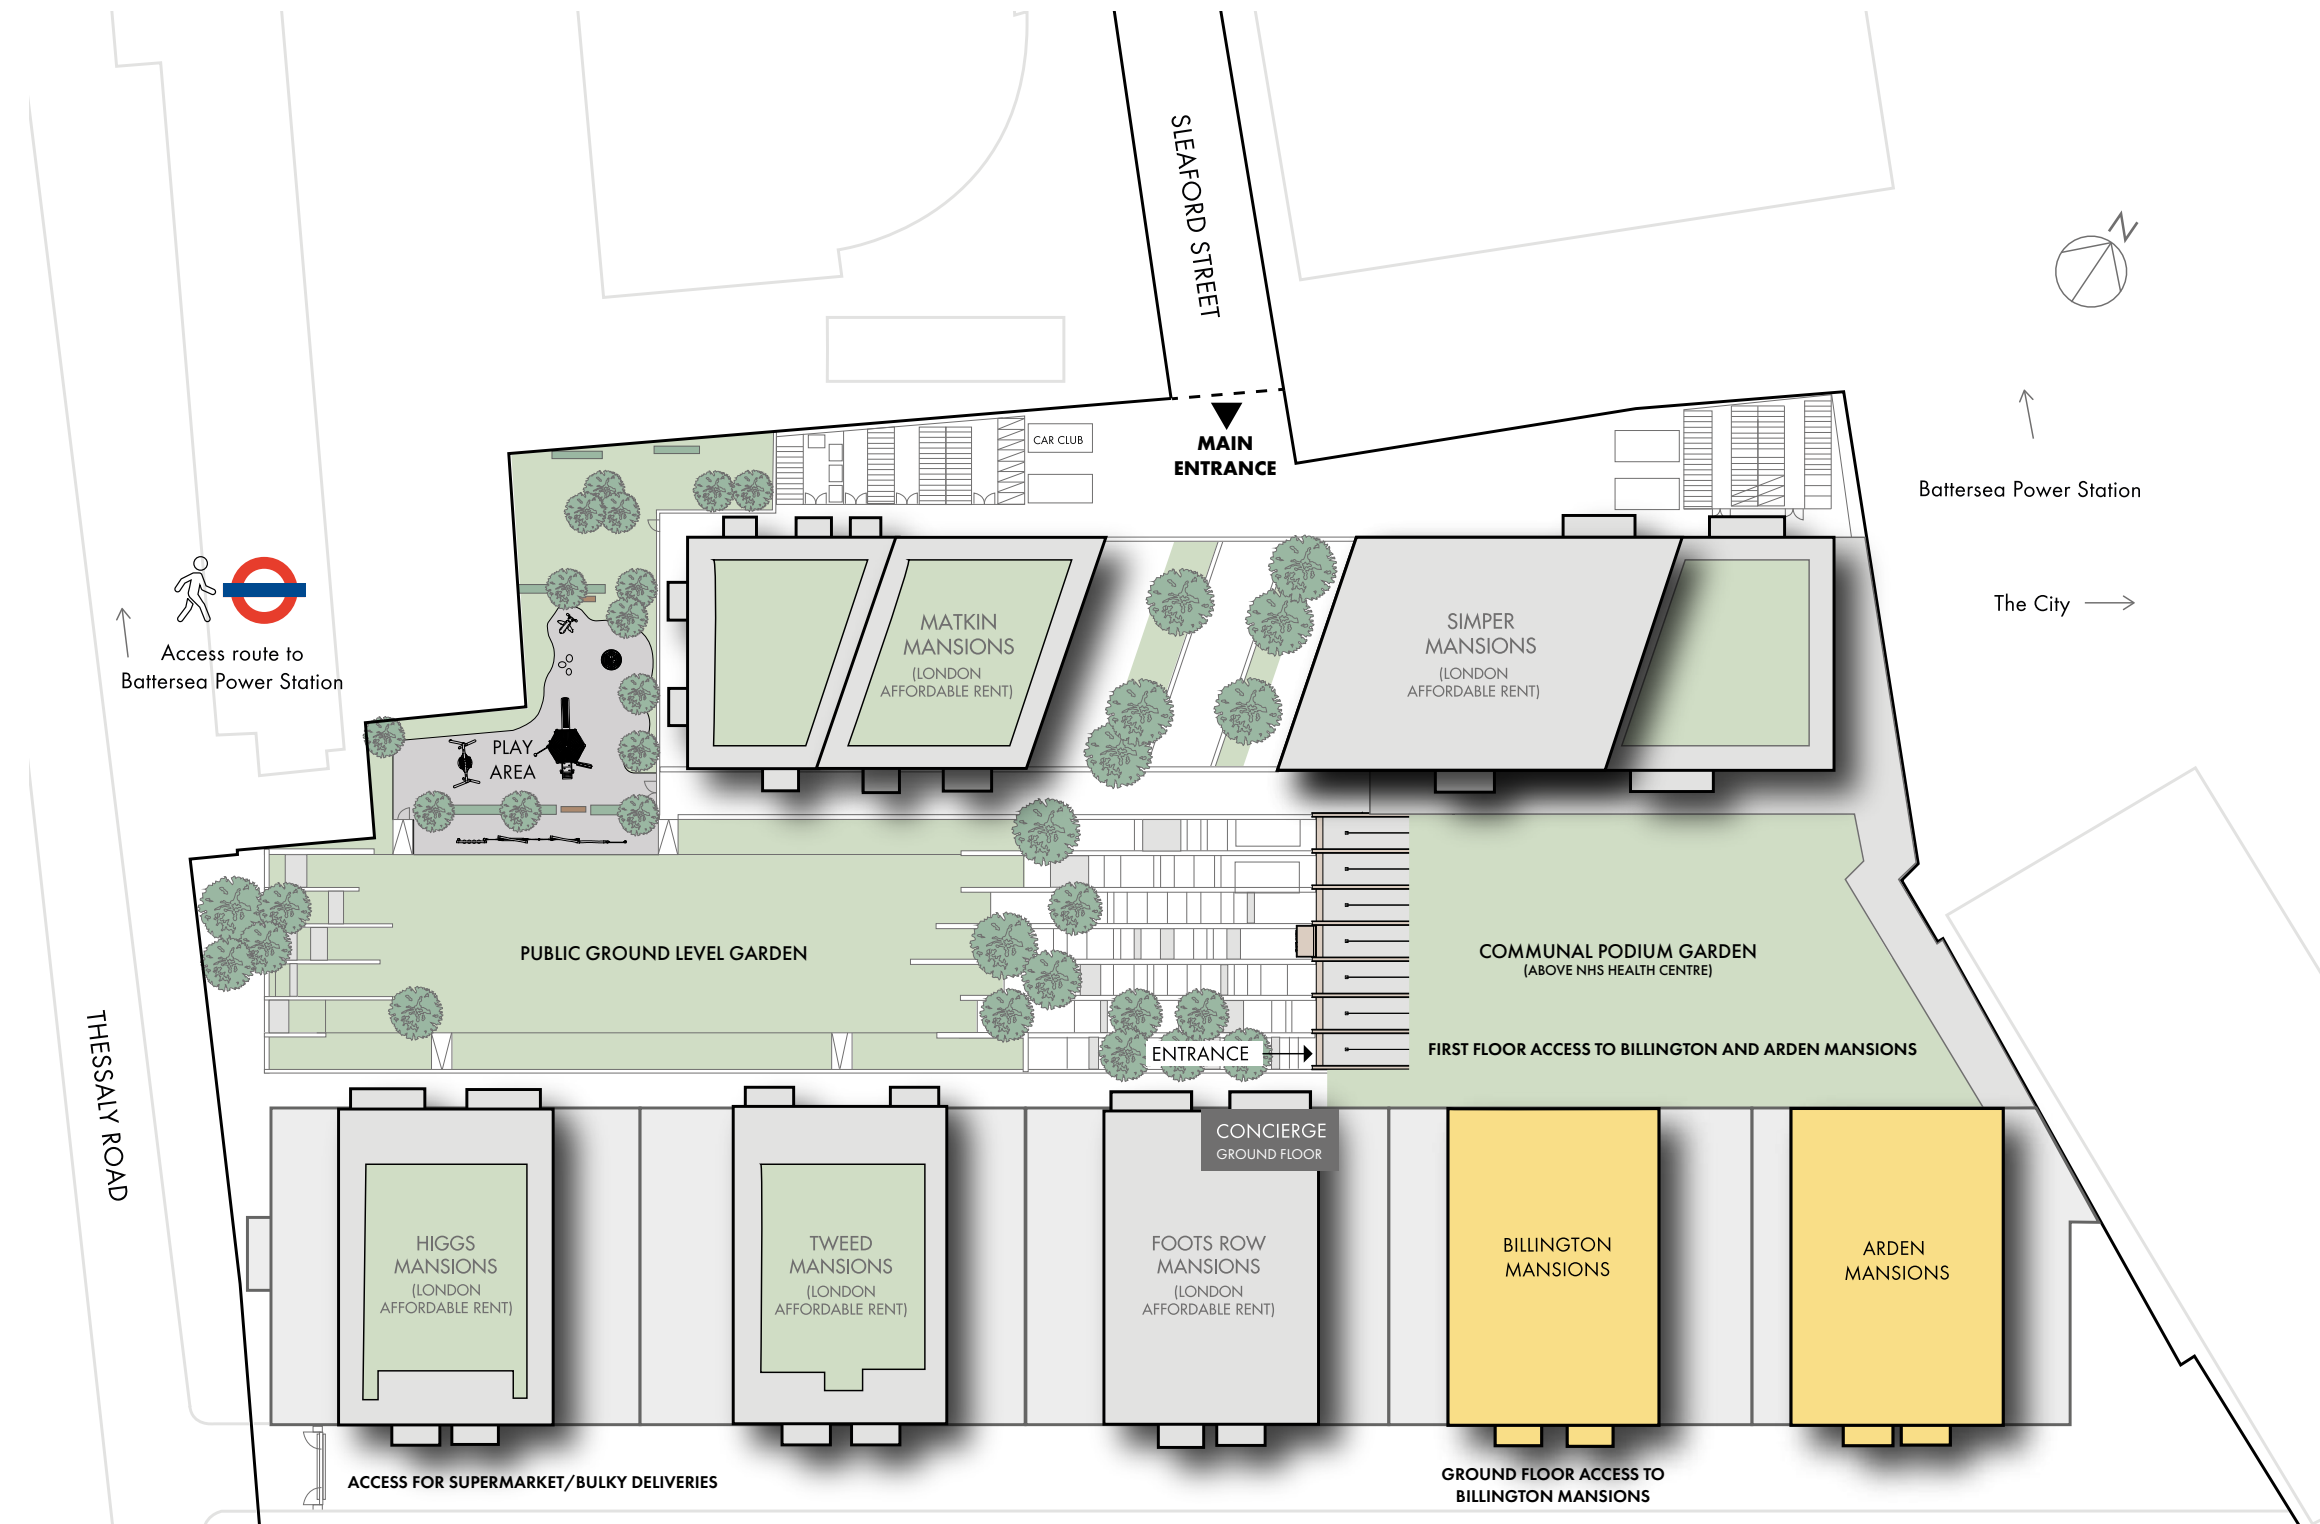 SLEAFORD STREET
N
CAR CLUB
MAIN
ENTRANCE
Battersea Power Station
The City
Access route to
Battersea Power Station
MATKIN
MANSIONS
(LONDON
AFFORDABLE RENT)
SIMPER
MANSIONS
(LONDON
AFFORDABLE RENT)
PLAY
AREA
PUBLIC GROUND LEVEL GARDEN
COMMUNAL PODIUM GARDEN
(ABOVE NHS HEALTH CENTRE)
ENTRANCE
FIRST FLOOR ACCESS TO BILLINGTON AND ARDEN MANSIONS
THESSALY ROAD
CONCIERGE
GROUND FLOOR
HIGGS
MANSIONS
(LONDON
AFFORDABLE RENT)
TWEED
MANSIONS
(LONDON
AFFORDABLE RENT)
FOOTS ROW
MANSIONS
(LONDON
AFFORDABLE RENT)
BILLINGTON
MANSIONS
ARDEN
MANSIONS
ACCESS FOR SUPERMARKET/BULKY DELIVERIES
GROUND FLOOR ACCESS TO
BILLINGTON MANSIONS